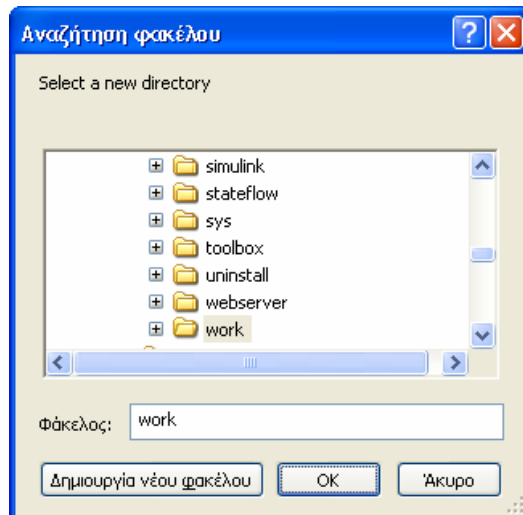 Αναζήτηση φακέλου
Select a new directory
simulink
stateflow
sys
toolbox
uninstall
webserver
work
Φάκελος: work
Δημιουργία νέου φακέλου OK Άκυρο